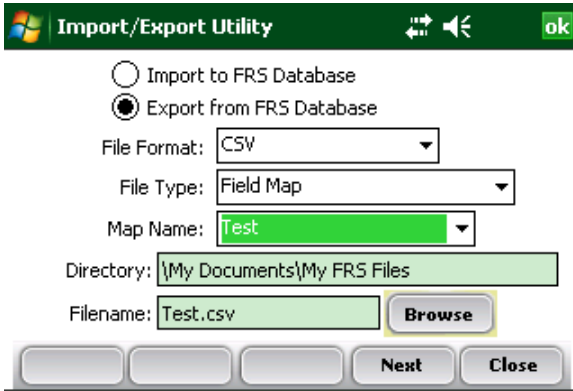 Import/Export Utility ok
Import to FRS Database
Export from FRS Database
File Format: CSV
File Type: Field Map
Map Name: Test
Directory: \My Documents\My FRS Files
Filename: Test.csv Browse
Next Close